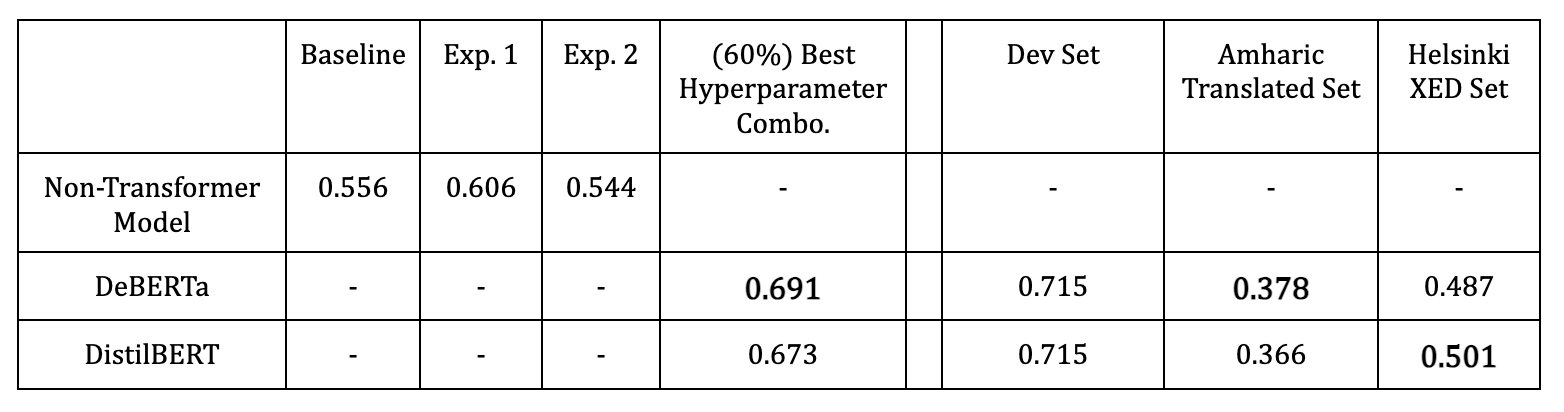 Baseline Exp. 1 Exp. 2 (60%) Best Dev Set Amharic Helsinki
Hyperparameter Translated Set XED Set
Combo.
Non-Transformer 0.556 0.606 0.544 - - - -
Model
DeBERTa - - - 0.691 0.715 0.378 0.487
DistilBERT - - - 0.673 0.715 0.366 0.501